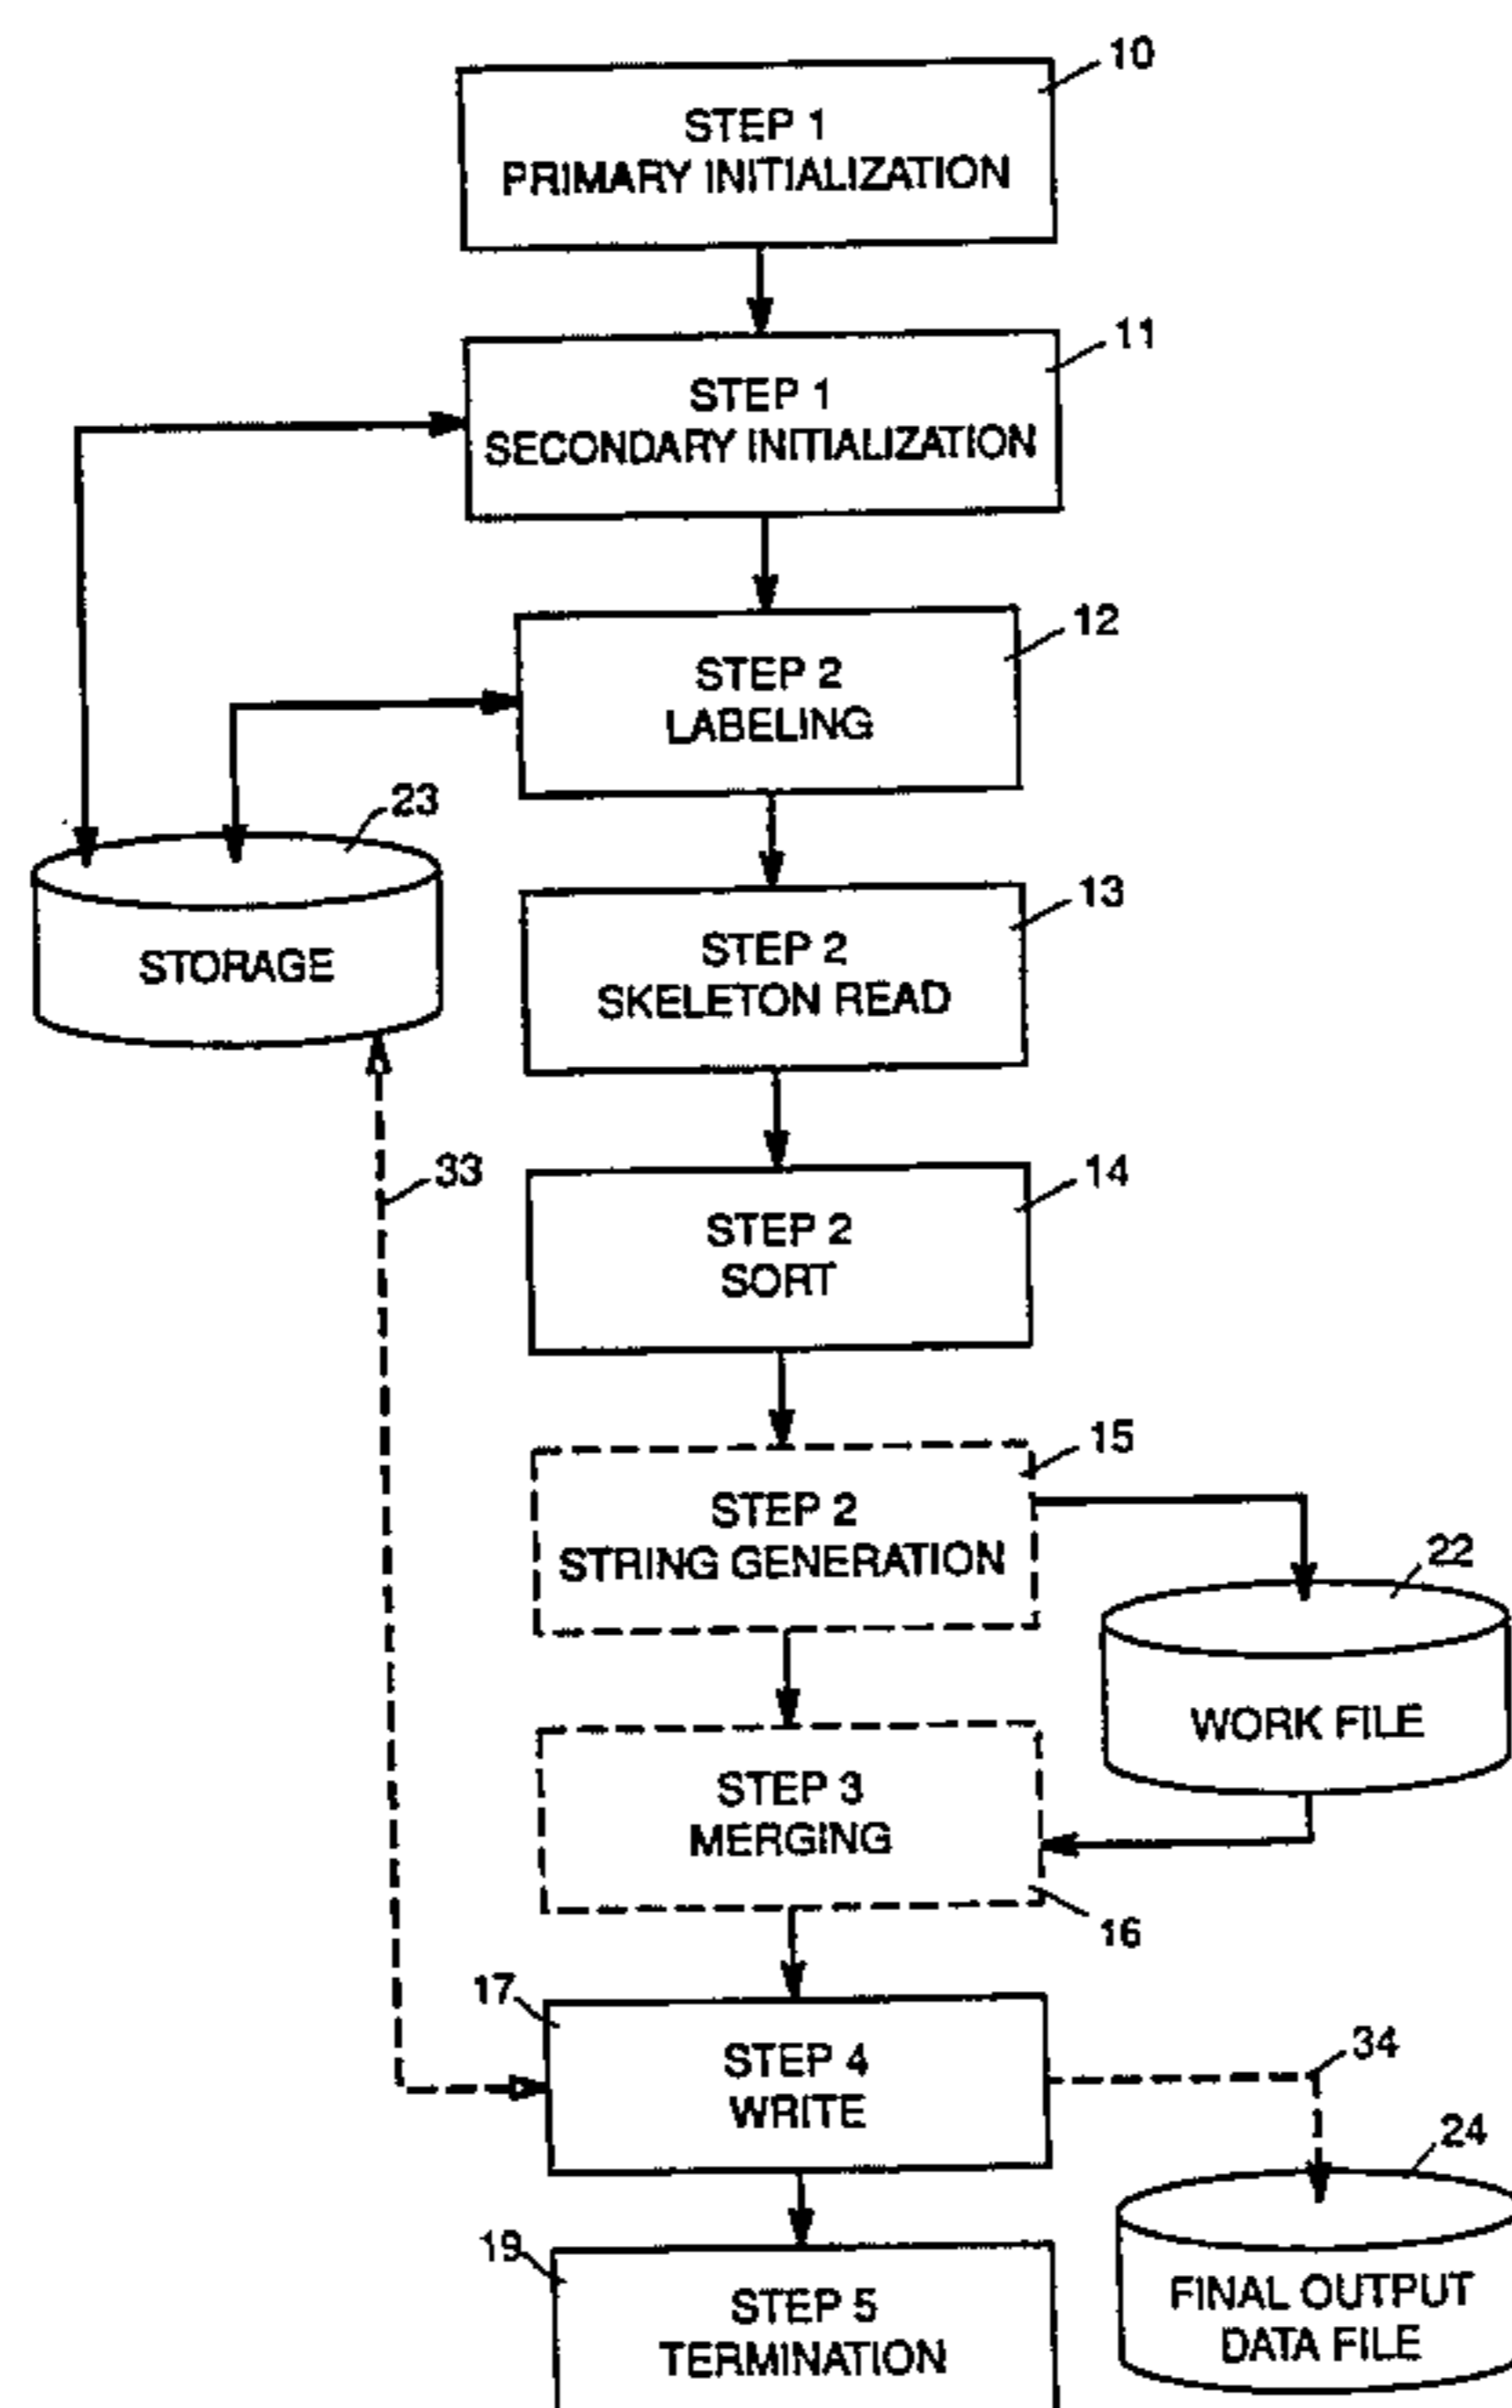 10
STEP 1
PRIMARY INITIALIZATION
11
STEP 1
SECONDARY INITIALIZATION
12
STEP 2
LABELING
23
STORAGE
13
STEP 2
SKELETON READ
33
14
STEP 2
SORT
15
STEP 2
STRING GENERATION
22
WORK FILE
STEP 3
MERGING
16
17
STEP 4
WRITE
34
24
FINAL OUTPUT
DATA FILE
19
STEP 5
TERMINATION